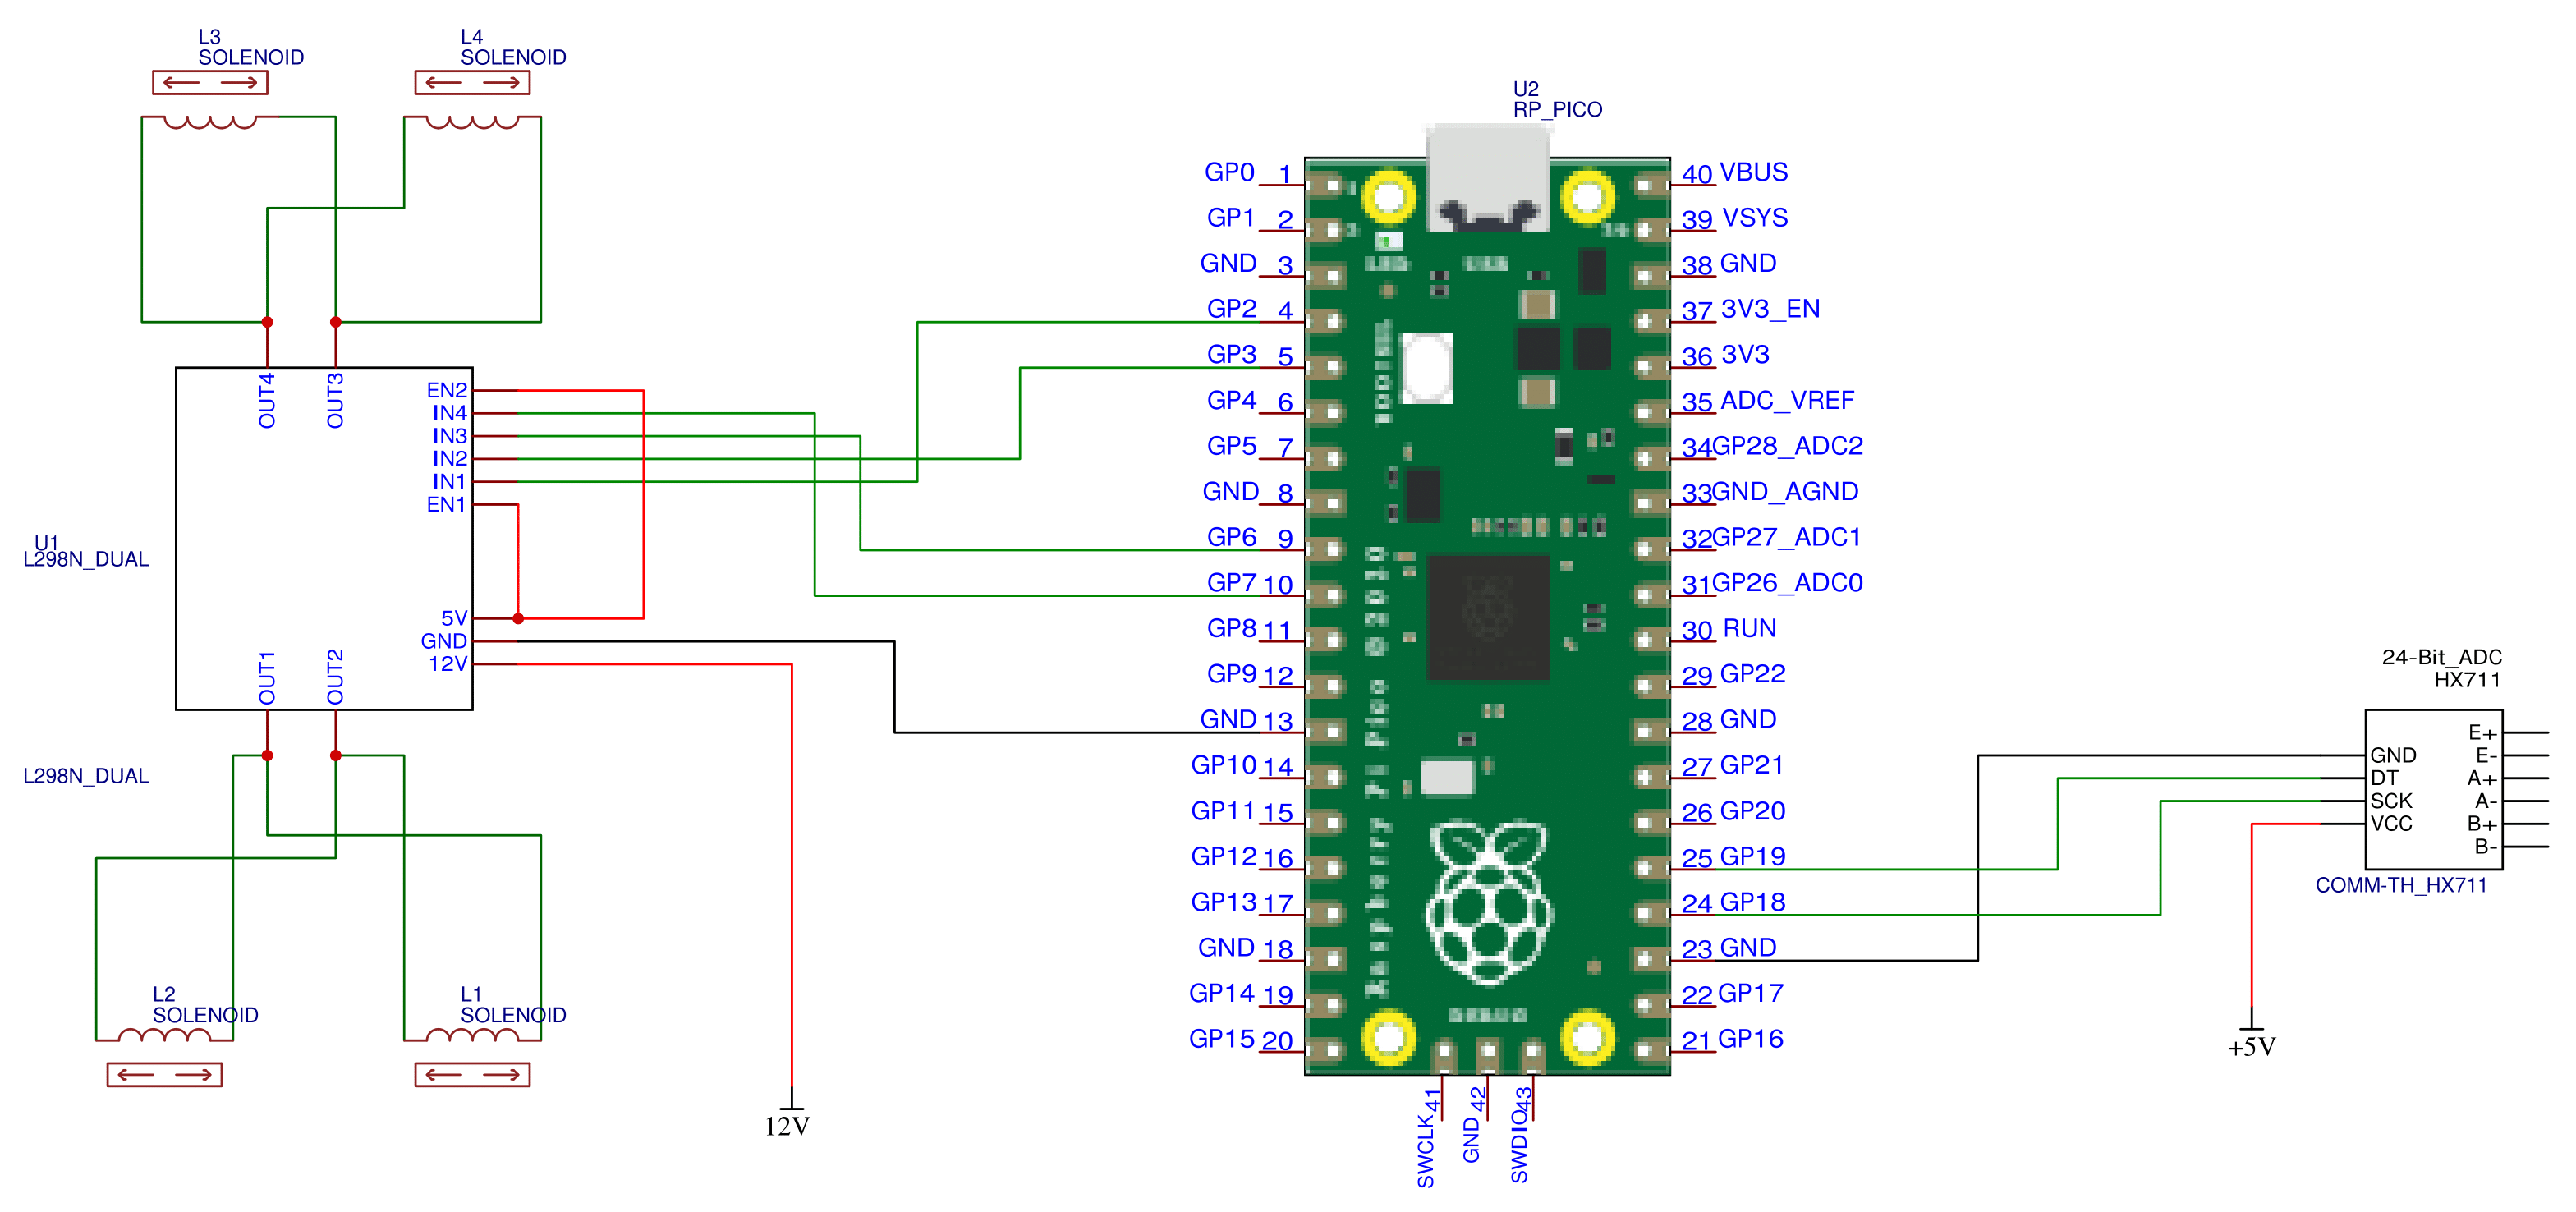 L3
SOLENOID
L4
SOLENOID
OUT4
OUT3
EN2
IN4
IN3
IN2
IN1
EN1
5V
GND
12V
OUT1
OUT2
U1
L298N_DUAL
L298N_DUAL
L2
SOLENOID
L1
SOLENOID
12V
U2
RP_PICO
GP0 1
GP1 2
GND 3
GP2 4
GP3 5
GP4 6
GP5 7
GND 8
GP6 9
GP7 10
GP8 11
GP9 12
GND 13
GP10 14
GP11 15
GP12 16
GP13 17
GND 18
GP14 19
GP15 20
40 VBUS
39 VSYS
38 GND
37 3V3_EN
36 3V3
35 ADC_VREF
34 GP28_ADC2
33 GND_AGND
32 GP27_ADC1
31 GP26_ADC0
30 RUN
29 GP22
28 GND
27 GP21
26 GP20
25 GP19
24 GP18
23 GND
22 GP17
21 GP16
SWCLK 41
GND 42
SWDIO 43
LED
USB
Raspberry Pi Pico
DEBUG
24-Bit_ADC
HX711
GND
DT
SCK
VCC
E+
E-
A+
A-
B+
B-
COMM-TH_HX711
+5V